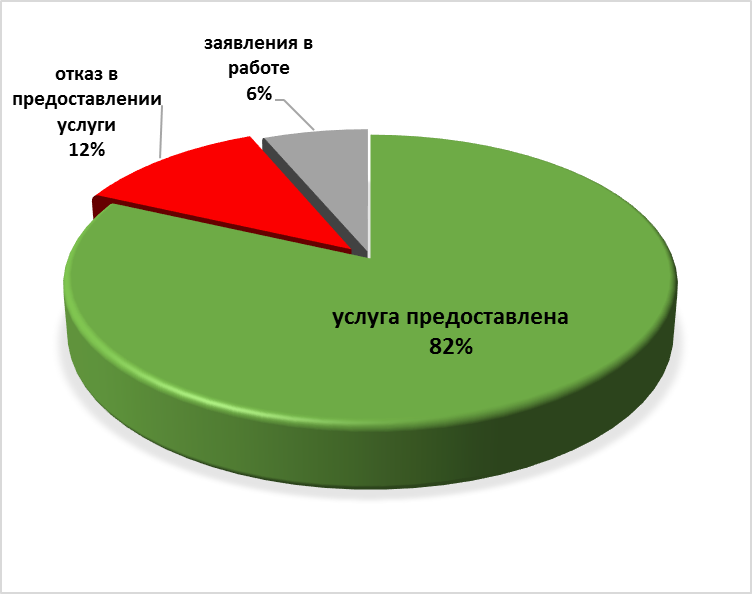 заявления в
работе
6%
отказ в
предоставлении
услуги
12%
услуга предоставлена
82%